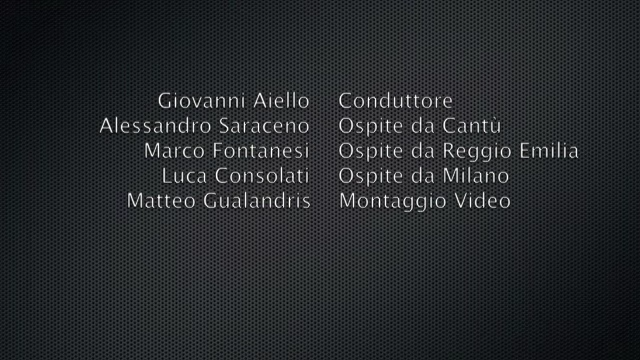 Giovanni Aiello Conduttore
Alessandro Saraceno Ospite da Cantù
Marco Fontanesi Ospite da Reggio Emilia
Luca Consolati Ospite da Milano
Matteo Gualandris Montaggio Video